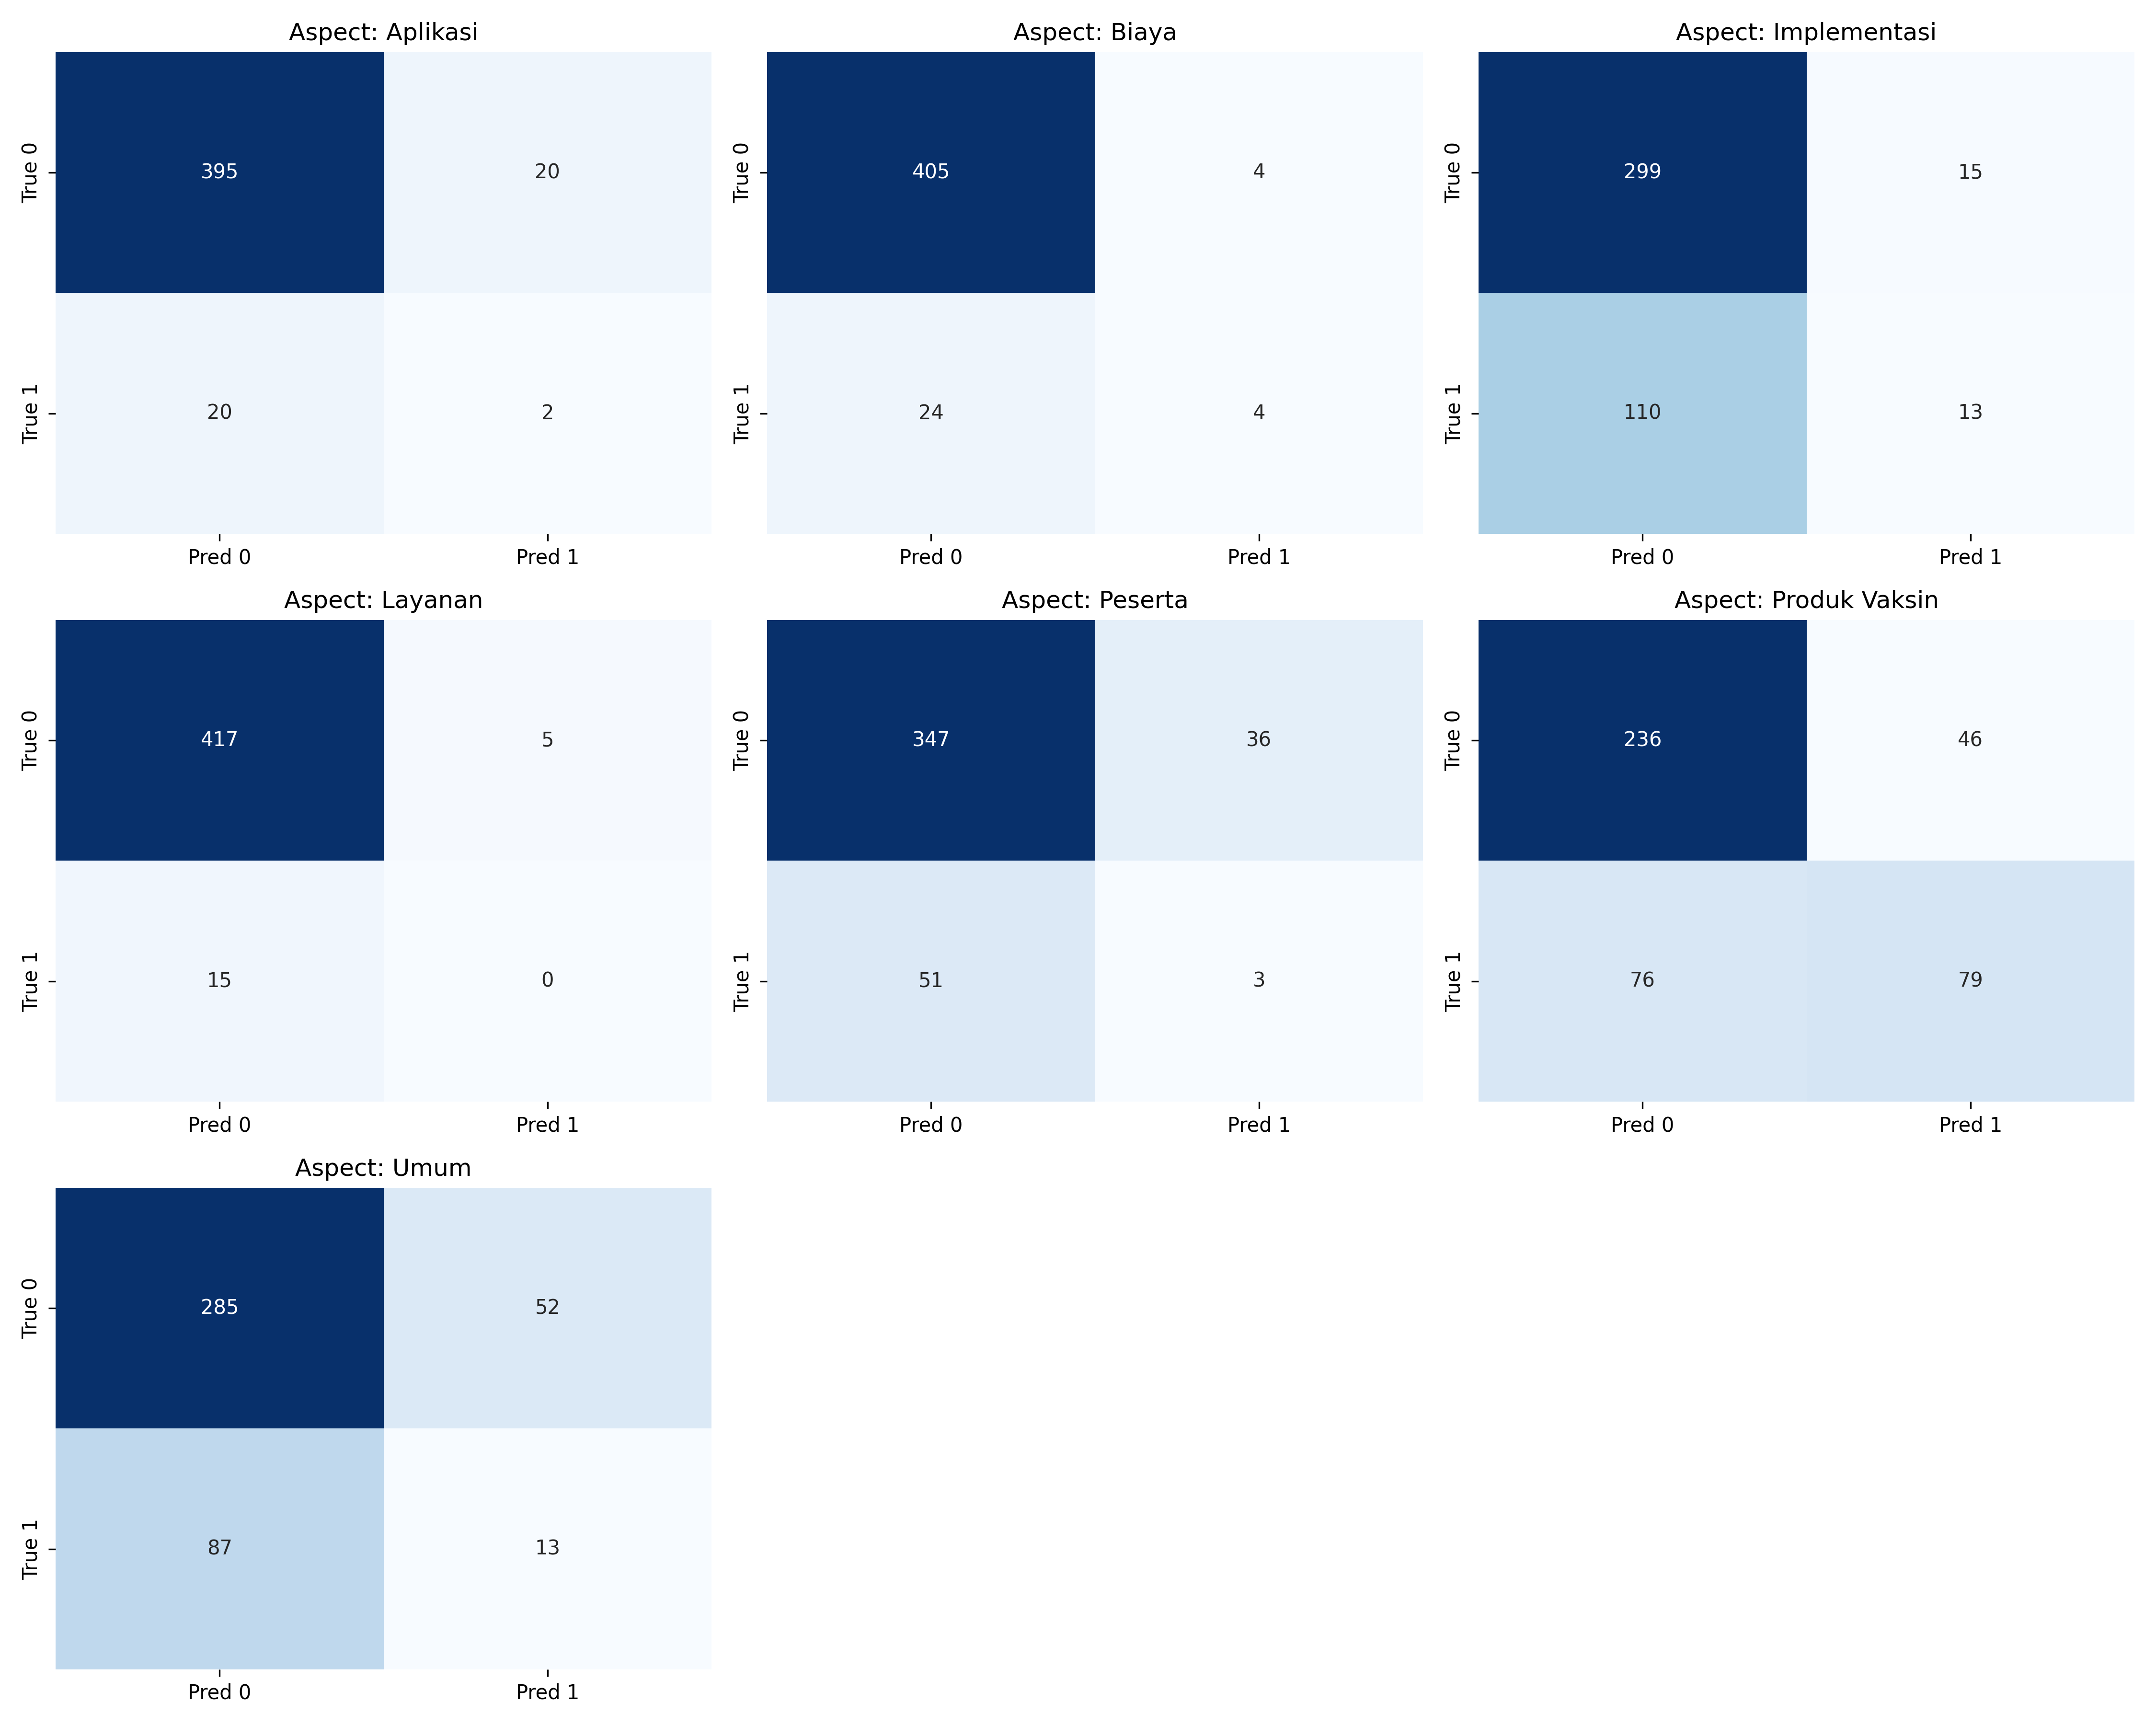 Aspect: Aplikasi
True 0
395
20
True 1
20
2
Pred 0
Pred 1
Aspect: Biaya
True 0
405
4
True 1
24
4
Pred 0
Pred 1
Aspect: Implementasi
True 0
299
15
True 1
110
13
Pred 0
Pred 1
Aspect: Layanan
True 0
417
5
True 1
15
0
Pred 0
Pred 1
Aspect: Peserta
True 0
347
36
True 1
51
3
Pred 0
Pred 1
Aspect: Produk Vaksin
True 0
236
46
True 1
76
79
Pred 0
Pred 1
Aspect: Umum
True 0
285
52
True 1
87
13
Pred 0
Pred 1